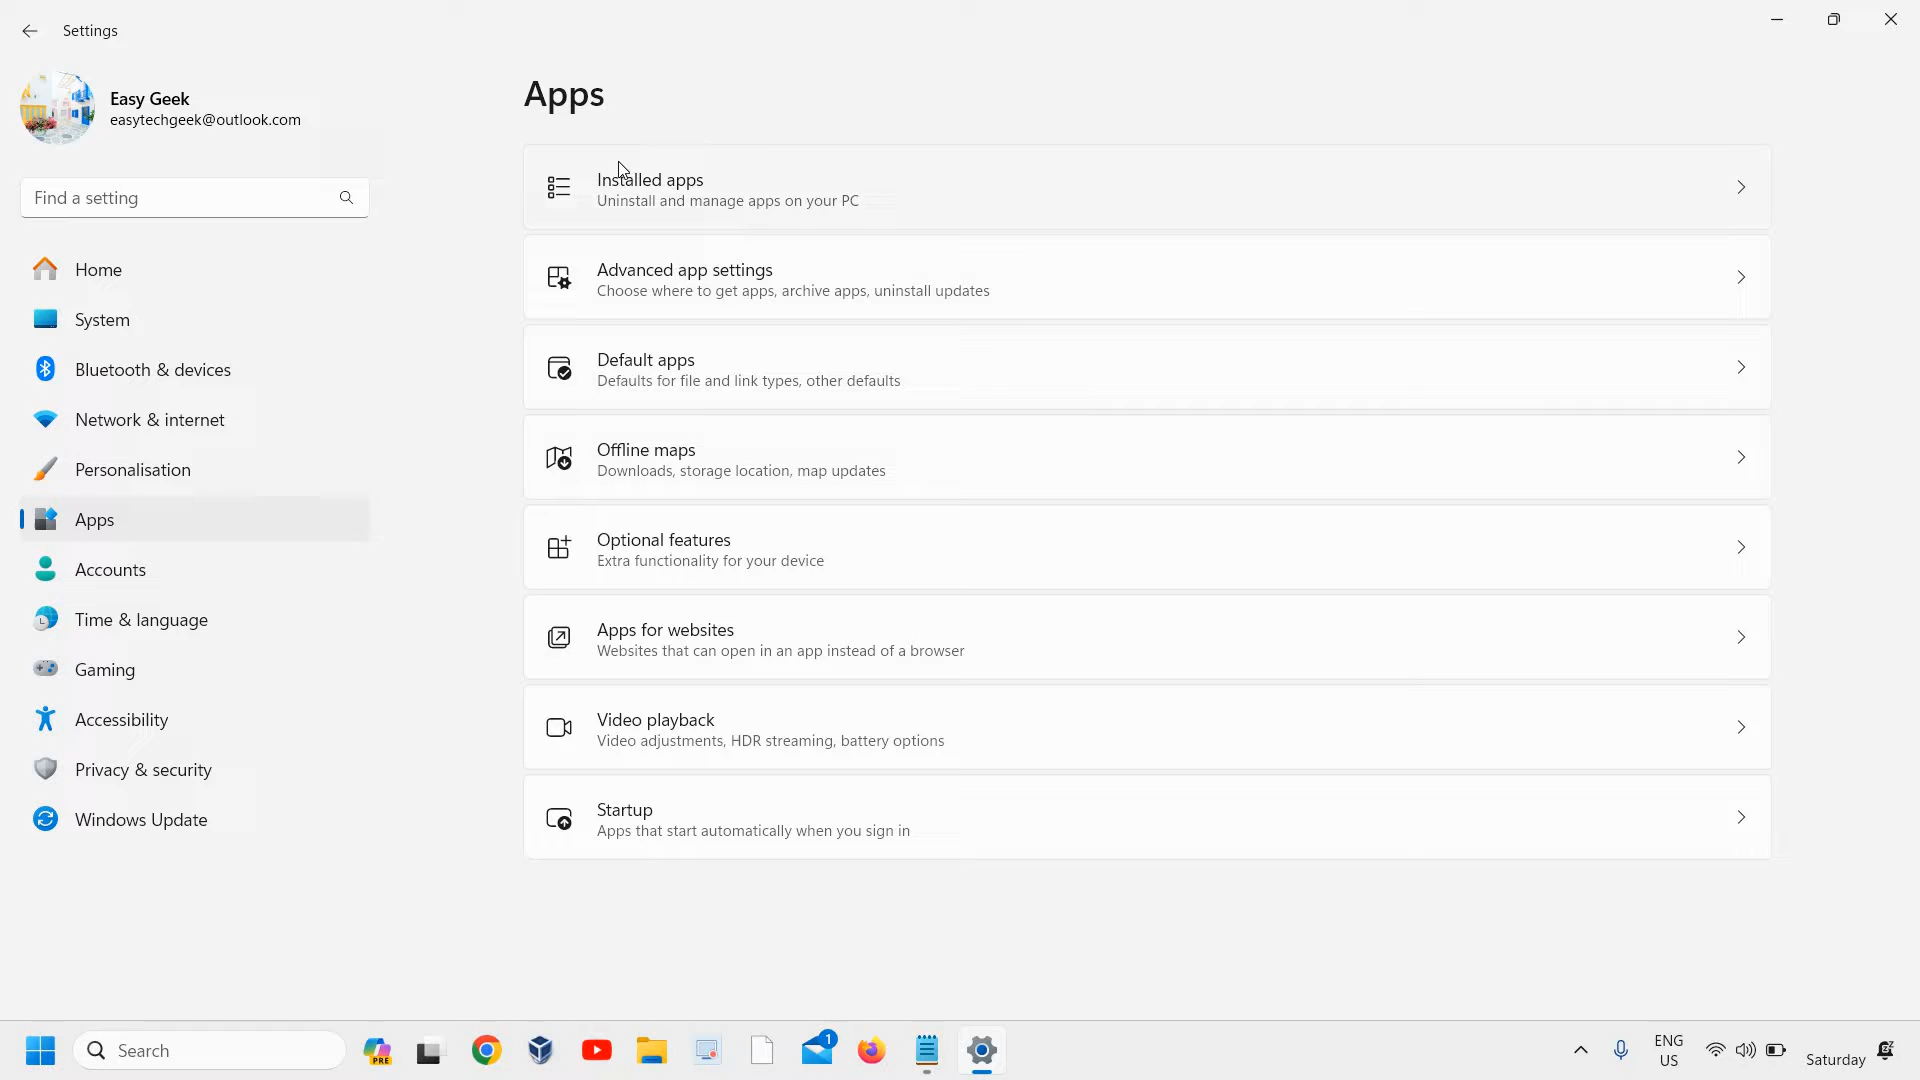 Settings
Easy Geek
easytechgeek@outlook.com
Find a setting
Home
System
Bluetooth & devices
Network & internet
Personalisation
Apps
Accounts
Time & language
Gaming
Accessibility
Privacy & security
Windows Update
Apps
Installed apps
Uninstall and manage apps on your PC
Advanced app settings
Choose where to get apps, archive apps, uninstall updates
Default apps
Defaults for file and link types, other defaults
Offline maps
Downloads, storage location, map updates
Optional features
Extra functionality for your device
Apps for websites
Websites that can open in an app instead of a browser
Video playback
Video adjustments, HDR streaming, battery options
Startup
Apps that start automatically when you sign in
Search
PRE
1
ENG
US
Saturday